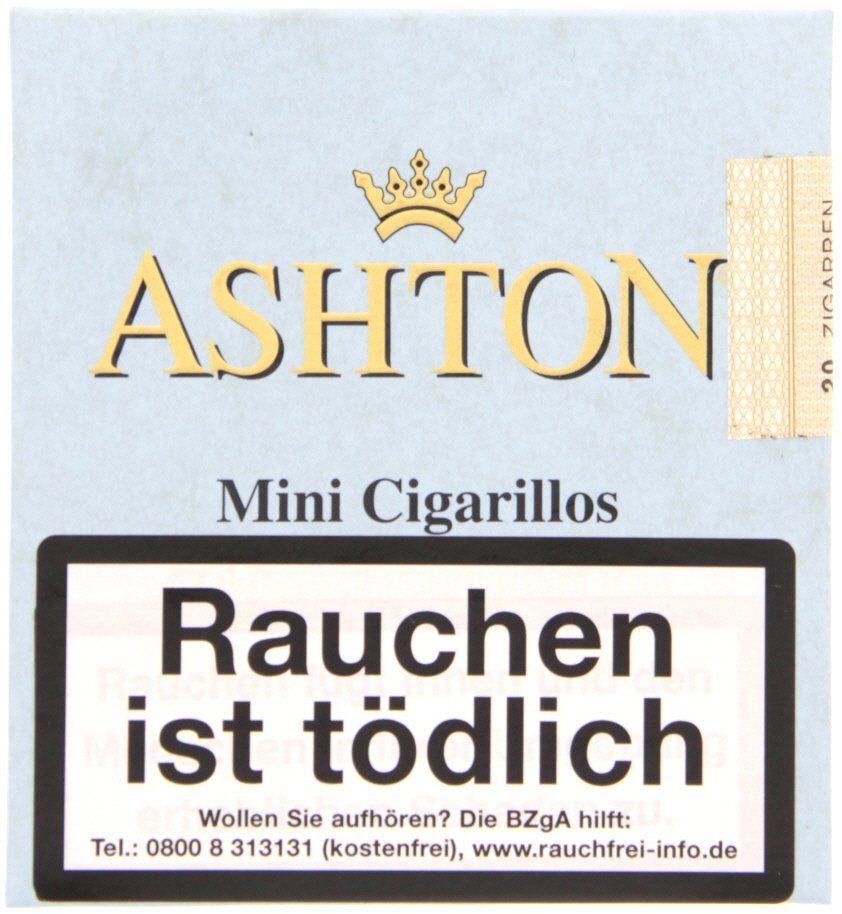 ASHTON
20 ZIGARREN
Mini Cigarillos
Rauchen
ist tödlich
Wollen Sie aufhören? Die BZgA hilft:
Tel.: 0800 8 313131 (kostenfrei), www.rauchfrei-info.de